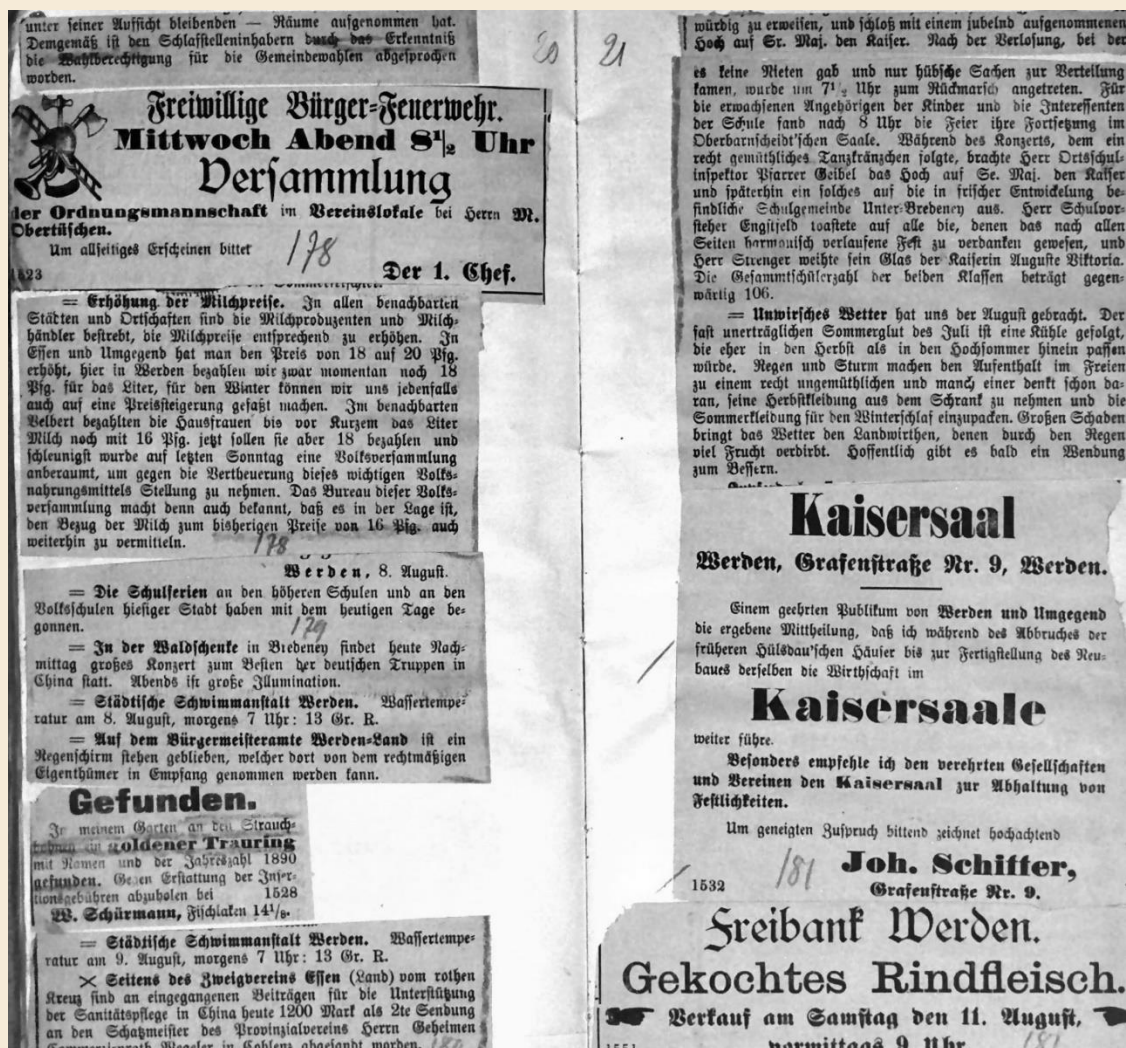 unter seiner Aufsicht bleibenden — Räume aufgenommen hat.
Demgemäß ist den Schlafstelleninhabern durch das Erkenntniß
die Wahlberechtigung für die Gemeindewahlen abgesprochen
worden.
20
Freiwillige Bürger-Feuerwehr.
Mittwoch Abend 8½ Uhr
Versammlung
der Ordnungsmannschaft im Vereinslokale bei Herrn M.
Obertüschen.
Um allseitiges Erscheinen bittet
178
1523 Der 1. Chef.
= Erhöhung der Milchpreise. In allen benachbarten
Städten und Ortschaften sind die Milchproduzenten und Milch-
händler bestrebt, die Milchpreise entsprechend zu erhöhen. In
Essen und Umgegend hat man den Preis von 18 auf 20 Pfg.
erhöht, hier in Werden bezahlen wir zwar momentan noch 18
Pfg. für das Liter, für den Winter können wir uns jedenfalls
auch auf eine Preissteigerung gefaßt machen. Im benachbarten
Velbert bezahlten die Hausfrauen bis vor Kurzem das Liter
Milch noch mit 16 Pfg. jetzt sollen sie aber 18 bezahlen und
schleunigst wurde auf letzten Sonntag eine Volksversammlung
anberaumt, um gegen die Vertheuerung dieses wichtigen Volks-
nahrungsmittels Stellung zu nehmen. Das Bureau dieser Volks-
versammlung macht denn auch bekannt, daß es in der Lage ist,
den Bezug der Milch zum bisherigen Preise von 16 Pfg. auch
weiterhin zu vermitteln.
178
Werden, 8. August.
= Die Schulferien an den höheren Schulen und an den
Volksschulen hiesiger Stadt haben mit dem heutigen Tage be-
gonnen.
179
= In der Waldschenke in Bredeney findet heute Nach-
mittag großes Konzert zum Besten der deutschen Truppen in
China statt. Abends ist große Illumination.
= Städtische Schwimmanstalt Werden. Wassertempe-
ratur am 8. August, morgens 7 Uhr: 13 Gr. R.
= Auf dem Bürgermeisteramte Werden-Land ist ein
Regenschirm stehen geblieben, welcher dort von dem rechtmäßigen
Eigenthümer in Empfang genommen werden kann.
Gefunden.
In meinem Garten an den Strauch-
ein goldener Trauring
mit Namen und der Jahreszahl 1890
gefunden. Gegen Erstattung der Inser-
tionsgebühren abzuholen bei 1528
W. Schürmann, Fischlaken 14¹/₈.
= Städtische Schwimmanstalt Werden. Wassertempe-
ratur am 9. August, morgens 7 Uhr: 13 Gr. R.
× Seitens des Zweigvereins Essen (Land) vom rothen
Kreuz sind an eingegangenen Beiträgen für die Unterstützung
der Sanitätspflege in China heute 1200 Mark als 2te Sendung
an den Schatzmeister des Provinzialvereins Herrn Geheimen
in Coblenz abgesandt worden.
21
würdig zu erweisen, und schloß mit einem jubelnd aufgenommenen
Hoch auf Sr. Maj. den Kaiser. Nach der Verlosung, bei der
es keine Nieten gab und nur hübsche Sachen zur Verteilung
kamen, wurde um 7½ Uhr zum Rückmarsch angetreten. Für
die erwachsenen Angehörigen der Kinder und die Interessenten
der Schule fand nach 8 Uhr die Feier ihre Fortsetzung im
Oberbarnscheidt'schen Saale. Während des Konzerts, dem ein
recht gemüthliches Tanzkränzchen folgte, brachte Herr Ortsschul-
inspektor Pfarrer Geibel das Hoch auf Se. Maj. den Kaiser
und späterhin ein solches auf die in frischer Entwickelung be-
findliche Schulgemeinde Unter-Bredeney aus. Herr Schulvor-
steher Engstfeld toastete auf alle die, denen das nach allen
Seiten harmonisch verlaufene Fest zu verdanken gewesen, und
Herr Strenger weihte sein Glas der Kaiserin Auguste Viktoria.
Die Gesammtschülerzahl der beiden Klassen beträgt gegen-
wärtig 106.
= Unwirsches Wetter hat uns der August gebracht. Der
fast unerträglichen Sommerglut des Juli ist eine Kühle gefolgt,
die eher in den Herbst als in den Hochsommer hinein passen
würde. Regen und Sturm machen den Aufenthalt im Freien
zu einem recht ungemüthlichen und manch einer denkt schon da-
ran, seine Herbstkleidung aus dem Schrank zu nehmen und die
Sommerkleidung für den Winterschlaf einzupacken. Großen Schaden
bringt das Wetter den Landwirthen, denen durch den Regen
viel Frucht verdirbt. Hoffentlich gibt es bald ein Wendung
zum Bessern.
Kaisersaal
Werden, Grafenstraße Nr. 9, Werden.
Einem geehrten Publikum von Werden und Umgegend
die ergebene Mittheilung, daß ich während des Abbruches der
früheren Hülsdau'schen Häuser bis zur Fertigstellung des Neu-
baues derselben die Wirthschaft im
Kaisersaale
weiter führe.
Besonders empfehle ich den verehrten Gesellschaften
und Vereinen den Kaisersaal zur Abhaltung von
Festlichkeiten.
Um geneigten Zuspruch bittend zeichnet hochachtend
Joh. Schiffer,
1532 181 Grafenstraße Nr. 9.
Freibank Werden.
Gekochtes Rindfleisch.
Verkauf am Samstag den 11. August,
vormittags 9 Uhr
181